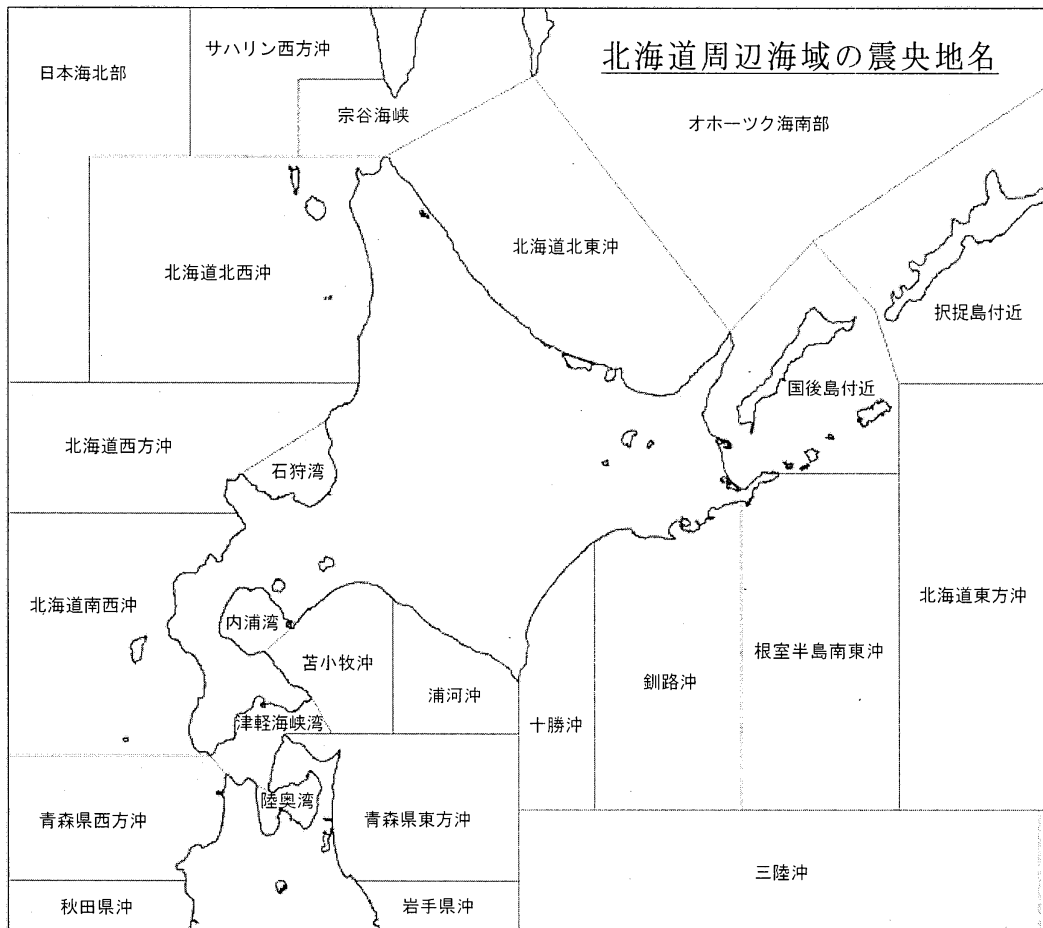 北海道周辺海域の震央地名
サハリン西方沖
日本海北部
宗谷海峡
オホーツク海南部
北海道北東沖
北海道北西沖
択捉島付近
国後島付近
北海道西方沖
石狩湾
北海道南西沖
内浦湾
苫小牧沖
浦河沖
十勝沖
釧路沖
根室半島南東沖
北海道東方沖
津軽海峡湾
陸奥湾
青森県西方沖
青森県東方沖
三陸沖
秋田県沖
岩手県沖